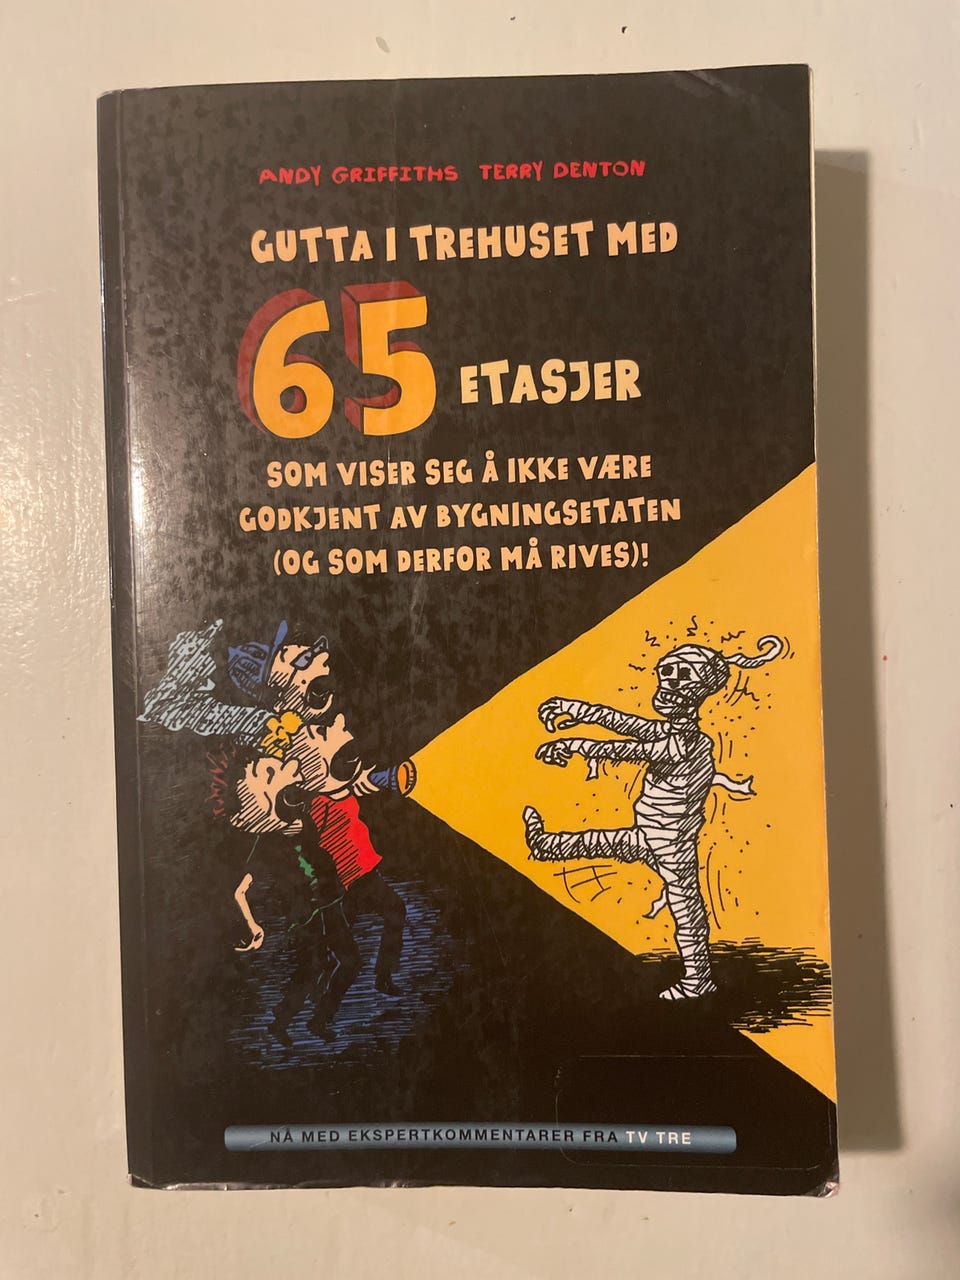 ANDY GRIFFITHS TERRY DENTON
GUTTA I TREHUSET MED
65 ETASJER
SOM VISER SEG Å IKKE VÆRE
GODKJENT AV BYGNINGSETATEN
(OG SOM DERFOR MÅ RIVES)!
NÅ MED EKSPERTKOMMENTARER FRA TV TRE